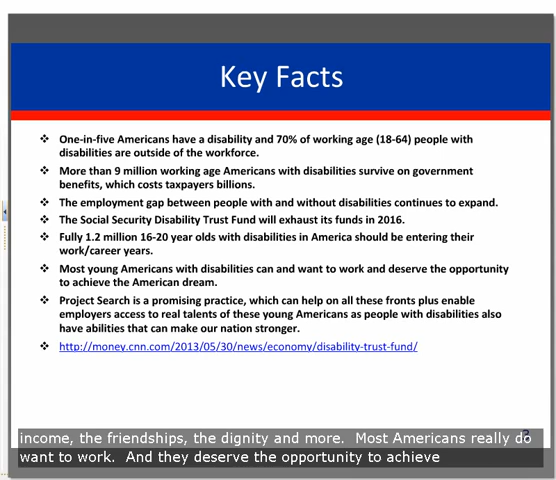 Key Facts
❖ One-in-five Americans have a disability and 70% of working age (18-64) people with
disabilities are outside of the workforce.
❖ More than 9 million working age Americans with disabilities survive on government
benefits, which costs taxpayers billions.
❖ The employment gap between people with and without disabilities continues to expand.
❖ The Social Security Disability Trust Fund will exhaust its funds in 2016.
❖ Fully 1.2 million 16-20 year olds with disabilities in America should be entering their
work/career years.
❖ Most young Americans with disabilities can and want to work and deserve the opportunity
to achieve the American dream.
❖ Project Search is a promising practice, which can help on all these fronts plus enable
employers access to real talents of these young Americans as people with disabilities also
have abilities that can make our nation stronger.
❖ http://money.cnn.com/2013/05/30/news/economy/disability-trust-fund/
income, the friendships, the dignity and more.  Most Americans really do
want to work.  And they deserve the opportunity to achieve